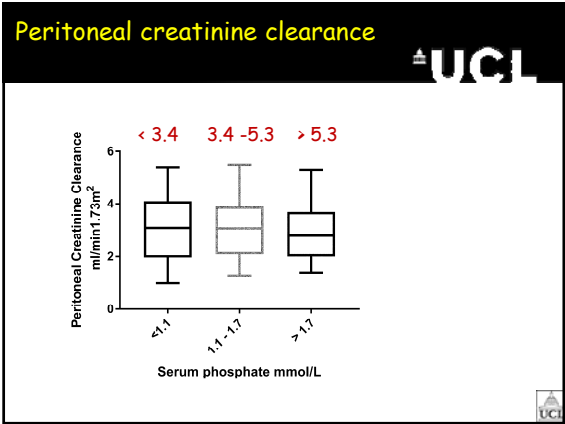 Peritoneal creatinine clearance
UCL
< 3.4 3.4 -5.3 > 5.3
Peritoneal Creatinine Clearance
ml/min1.73m²
6
4
2
0
<1.1 1.1 - 1.7 > 1.7
Serum phosphate mmol/L
UCL